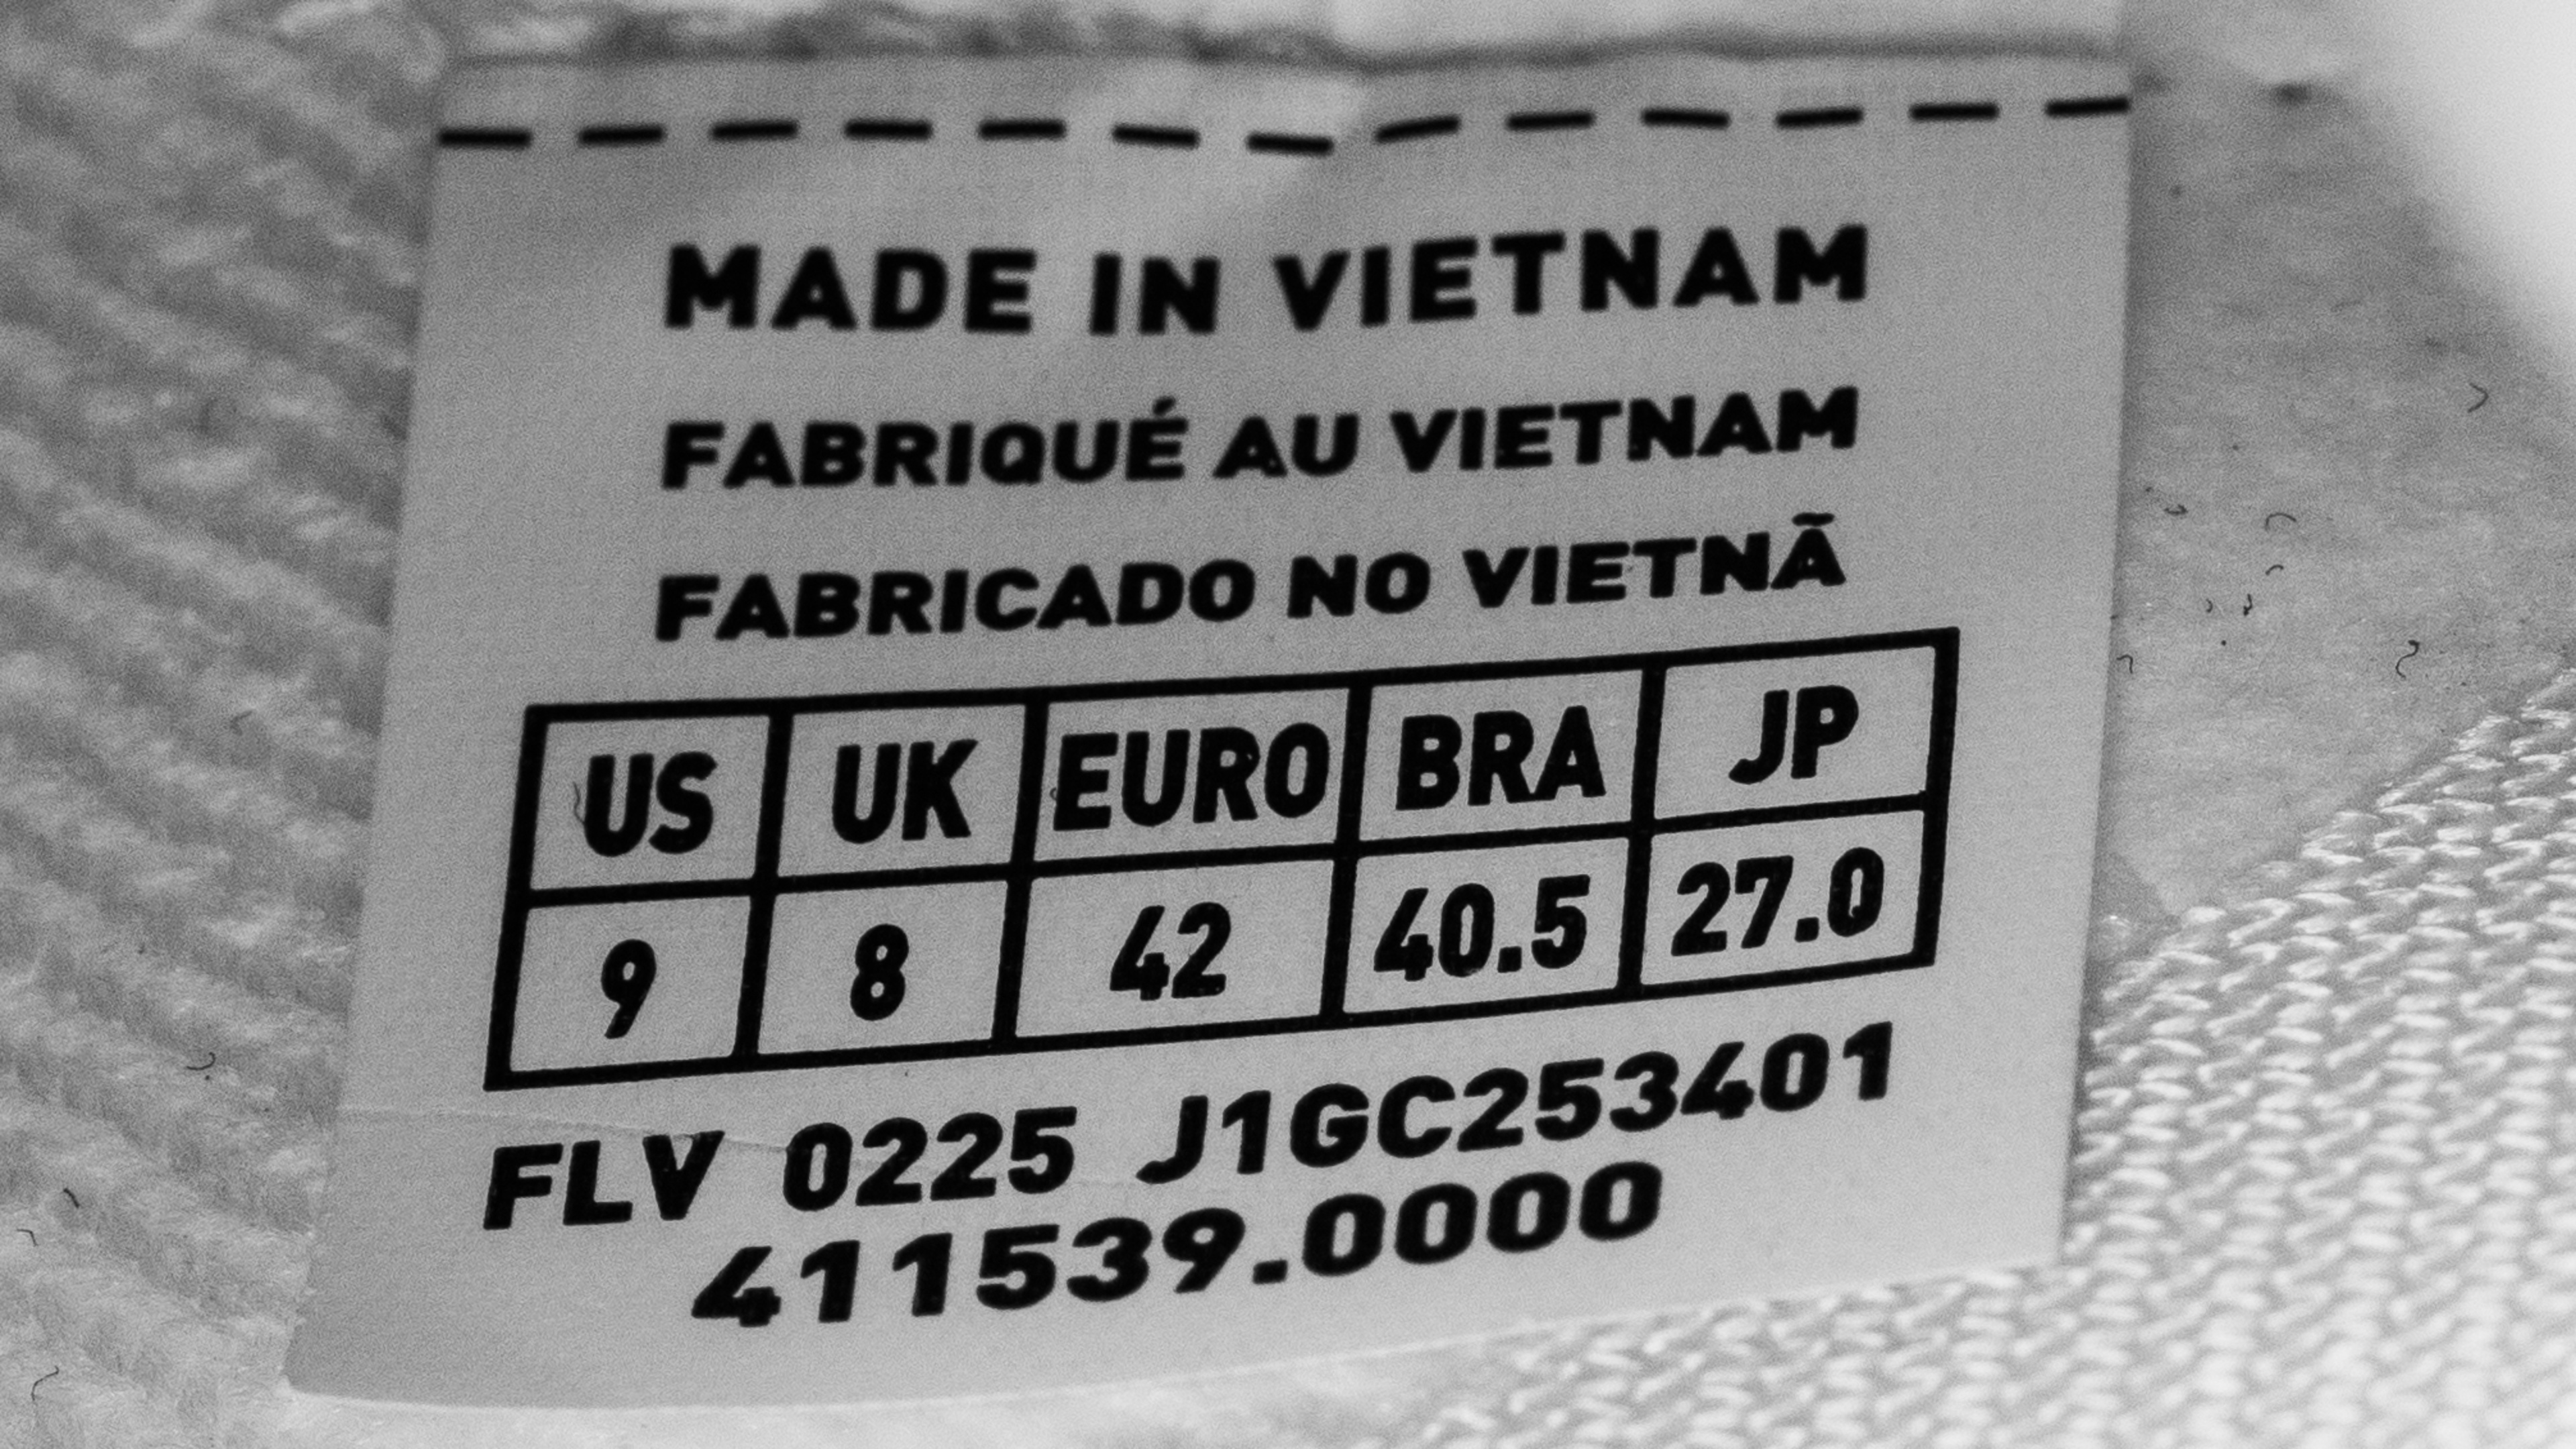 MADE IN VIETNAM
FABRIQUÉ AU VIETNAM
FABRICADO NO VIETNÃ
US UK EURO BRA JP
9 8 42 40.5 27.0
FLV 0225 J1GC253401
411539.0000